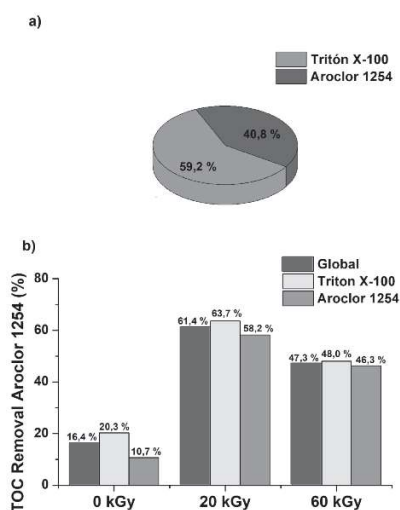 a)
Tritón X-100
Aroclor 1254
40,8 %
59,2 %
b)
TOC Removal Aroclor 1254 (%)
80
60
40
20
0
Global
Triton X-100
Aroclor 1254
16,4 %
20,3 %
10,7 %
61,4 %
63,7 %
58,2 %
47,3 %
48,0 %
46,3 %
0 kGy
20 kGy
60 kGy